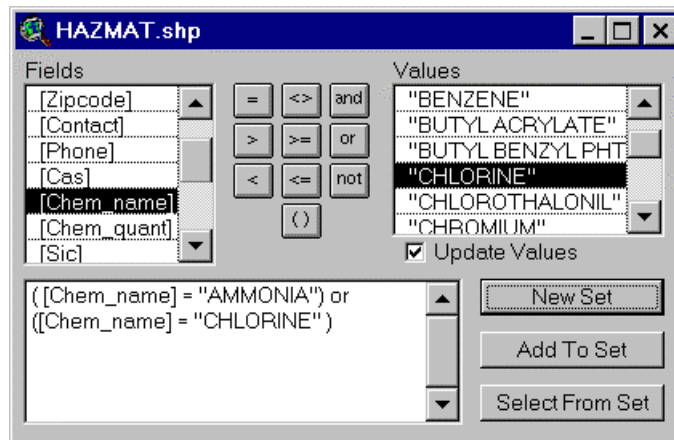 HAZMAT.shp
Fields
Values
[Zipcode]
[Contact]
[Phone]
[Cas]
[Chem_name]
[Chem_quant]
[Sic]
= <> and
> >= or
< <= not
( )
"BENZENE"
"BUTYL ACRYLATE"
"BUTYL BENZYL PHT
"CHLORINE"
"CHLOROTHALONIL"
"CHROMIUM"
Update Values
( [Chem_name] = "AMMONIA") or
([Chem_name] = "CHLORINE" )
New Set
Add To Set
Select From Set